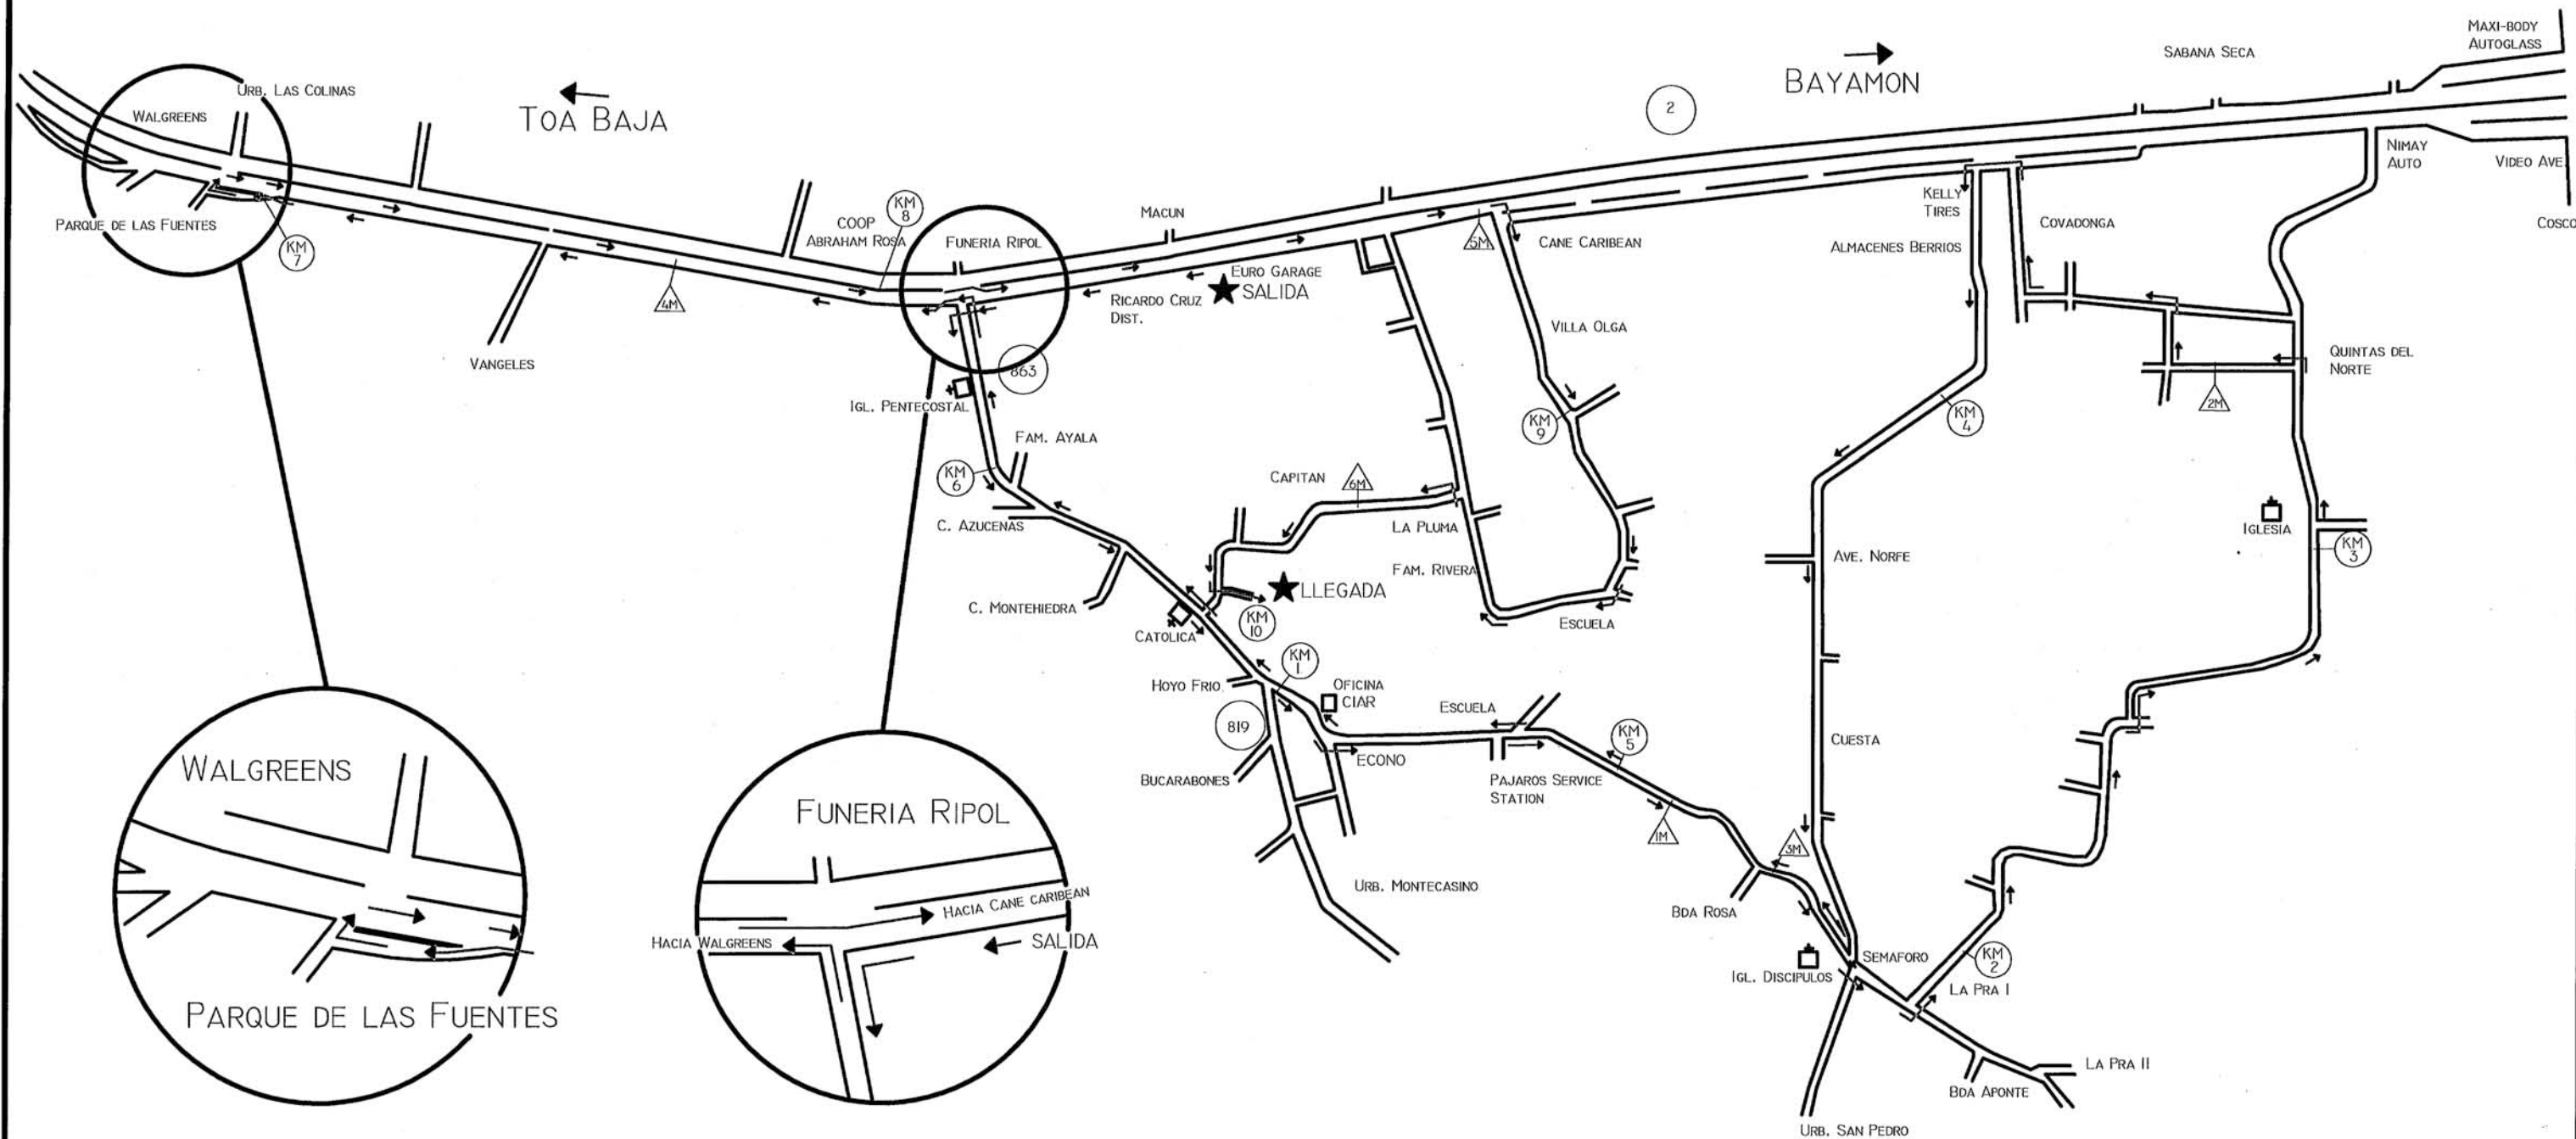 MAXI-BODY
AUTOGLASS
SABANA SECA
BAYAMON
2
TOA BAJA
URB. LAS COLINAS
WALGREENS
PARQUE DE LAS FUENTES
KM
7
4M
VANGELES
COOP
ABRAHAM ROSA
KM
8
FUNERIA RIPOL
MACUN
EURO GARAGE
SALIDA
RICARDO CRUZ
DIST.
5M
CANE CARIBEAN
VILLA OLGA
KELLY
TIRES
ALMACENES BERRIOS
COVADONGA
NIMAY
AUTO
VIDEO AVE.
COSCO
QUINTAS DEL
NORTE
2M
863
IGL. PENTECOSTAL
FAM. AYALA
KM
6
C. AZUCENAS
C. MONTEHIEDRA
CATOLICA
CAPITAN
6M
LA PLUMA
FAM. RIVERA
KM
9
ESCUELA
KM
4
AVE. NORFE
IGLESIA
KM
3
LLEGADA
KM
10
HOYO FRIO
KM
1
OFICINA
CIAR
819
ECONO
BUCARABONES
ESCUELA
PAJAROS SERVICE
STATION
KM
5
1M
3M
CUESTA
URB. MONTECASINO
BDA ROSA
IGL. DISCIPULOS
SEMAFORO
KM
2
LA PRA I
LA PRA II
BDA APONTE
URB. SAN PEDRO
WALGREENS
PARQUE DE LAS FUENTES
FUNERIA RIPOL
HACIA CANE CARIBEAN
HACIA WALGREENS
SALIDA